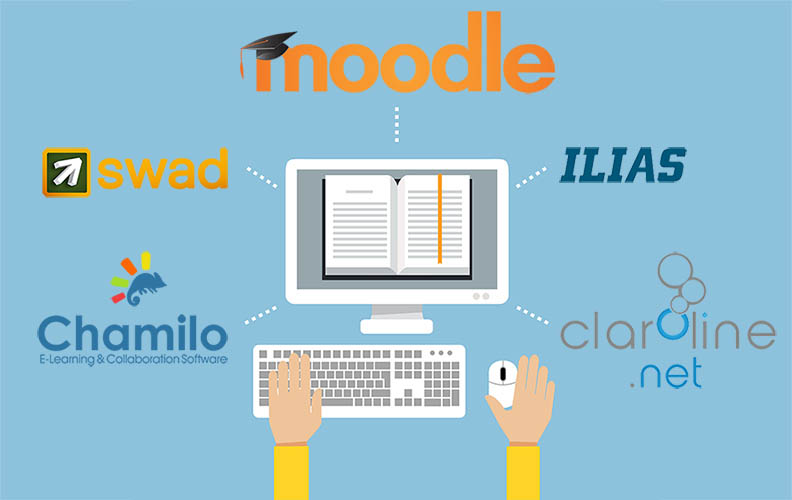 moodle
swad
ILIAS
Chamilo
E-Learning & Collaboration Software
claroline
.net